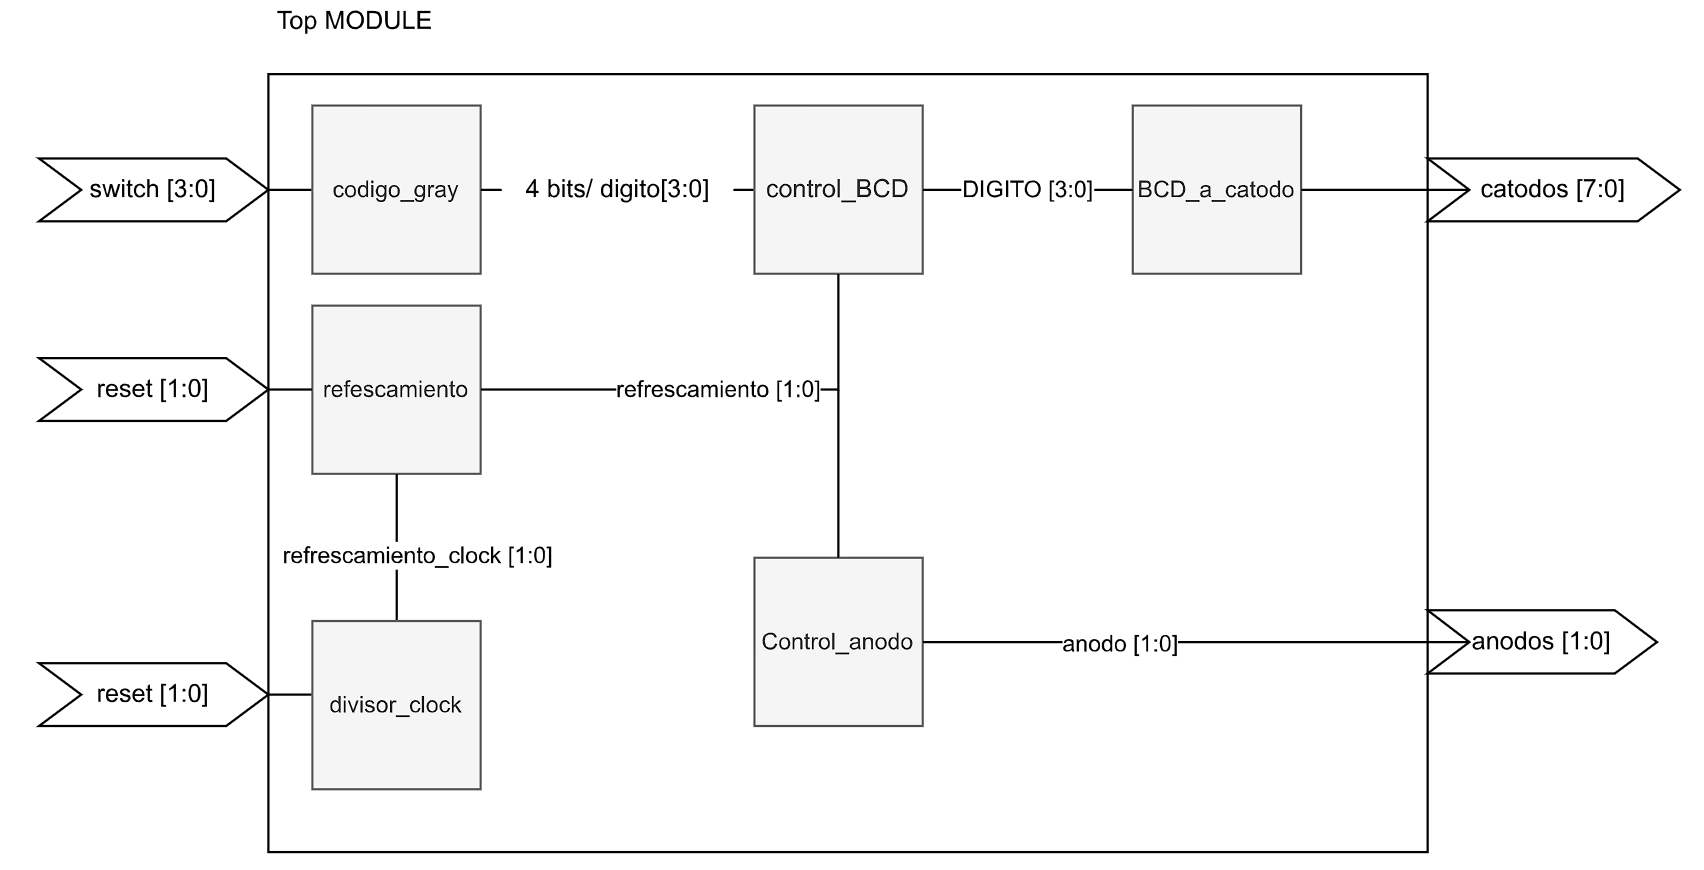 Top MODULE
switch [3:0]
codigo_gray
4 bits/ digito[3:0]
control_BCD
DIGITO [3:0]
BCD_a_catodo
catodos [7:0]
reset [1:0]
refescamiento
refrescamiento [1:0]
refrescamiento_clock [1:0]
Control_anodo
anodo [1:0]
anodos [1:0]
reset [1:0]
divisor_clock